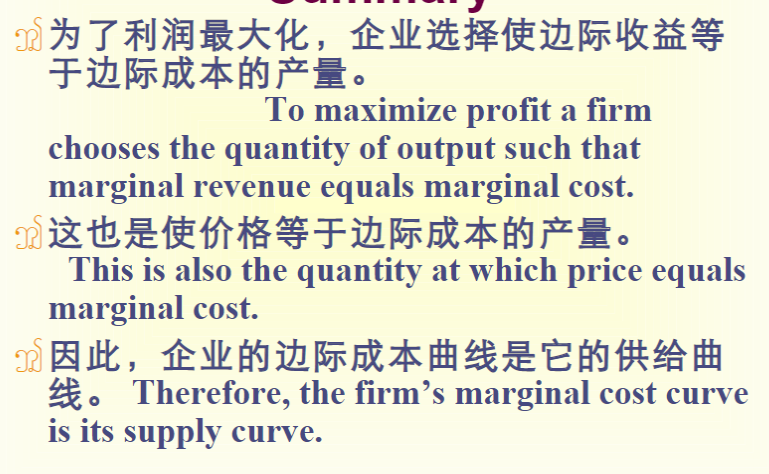 Summary
为了利润最大化，企业选择使边际收益等
于边际成本的产量。
To maximize profit a firm
chooses the quantity of output such that
marginal revenue equals marginal cost.
这也是使价格等于边际成本的产量。
This is also the quantity at which price equals
marginal cost.
因此，企业的边际成本曲线是它的供给曲
线。 Therefore, the firm’s marginal cost curve
is its supply curve.